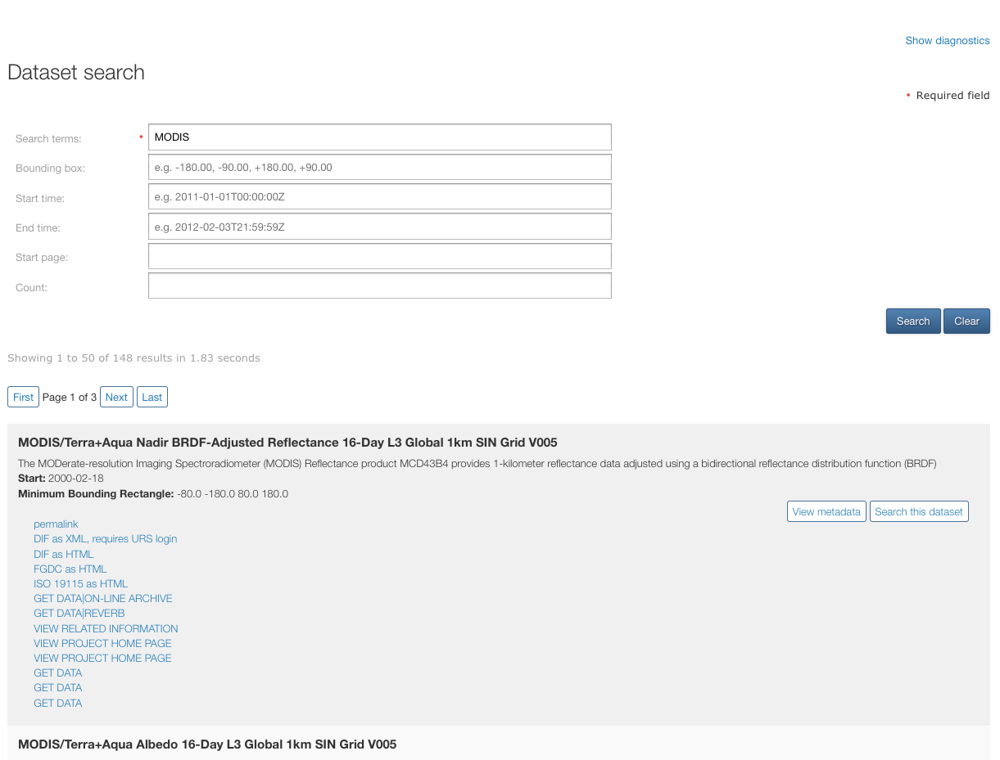 Show diagnostics
Dataset search
• Required field
Search terms: • MODIS
Bounding box: e.g. -180.00, -90.00, +180.00, +90.00
Start time: e.g. 2011-01-01T00:00:00Z
End time: e.g. 2012-02-03T21:59:59Z
Start page:
Count:
Search Clear
Showing 1 to 50 of 148 results in 1.83 seconds
First Page 1 of 3 Next Last
MODIS/Terra+Aqua Nadir BRDF-Adjusted Reflectance 16-Day L3 Global 1km SIN Grid V005
The MODerate-resolution Imaging Spectroradiometer (MODIS) Reflectance product MCD43B4 provides 1-kilometer reflectance data adjusted using a bidirectional reflectance distribution function (BRDF)
Start: 2000-02-18
Minimum Bounding Rectangle: -80.0 -180.0 80.0 180.0
View metadata Search this dataset
permalink
DIF as XML, requires URS login
DIF as HTML
FGDC as HTML
ISO 19115 as HTML
GET DATA|ON-LINE ARCHIVE
GET DATA|REVERB
VIEW RELATED INFORMATION
VIEW PROJECT HOME PAGE
VIEW PROJECT HOME PAGE
GET DATA
GET DATA
GET DATA
MODIS/Terra+Aqua Albedo 16-Day L3 Global 1km SIN Grid V005